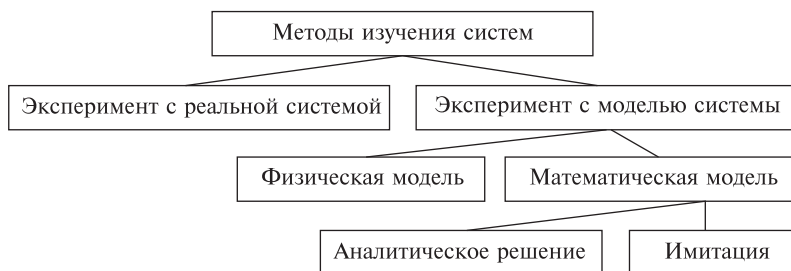 Методы изучения систем
Эксперимент с реальной системой
Эксперимент с моделью системы
Физическая модель
Математическая модель
Аналитическое решение
Имитация